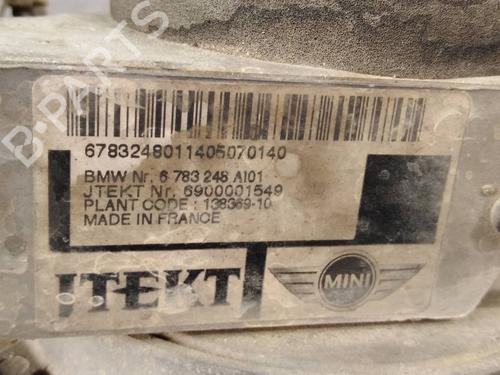 B-PARTS
6783248011405070140
BMW Nr. 6 783 248 AI01
JTEKT Nr. 6900001549
PLANT CODE : 138369-10
MADE IN FRANCE
JTEKT
MINI